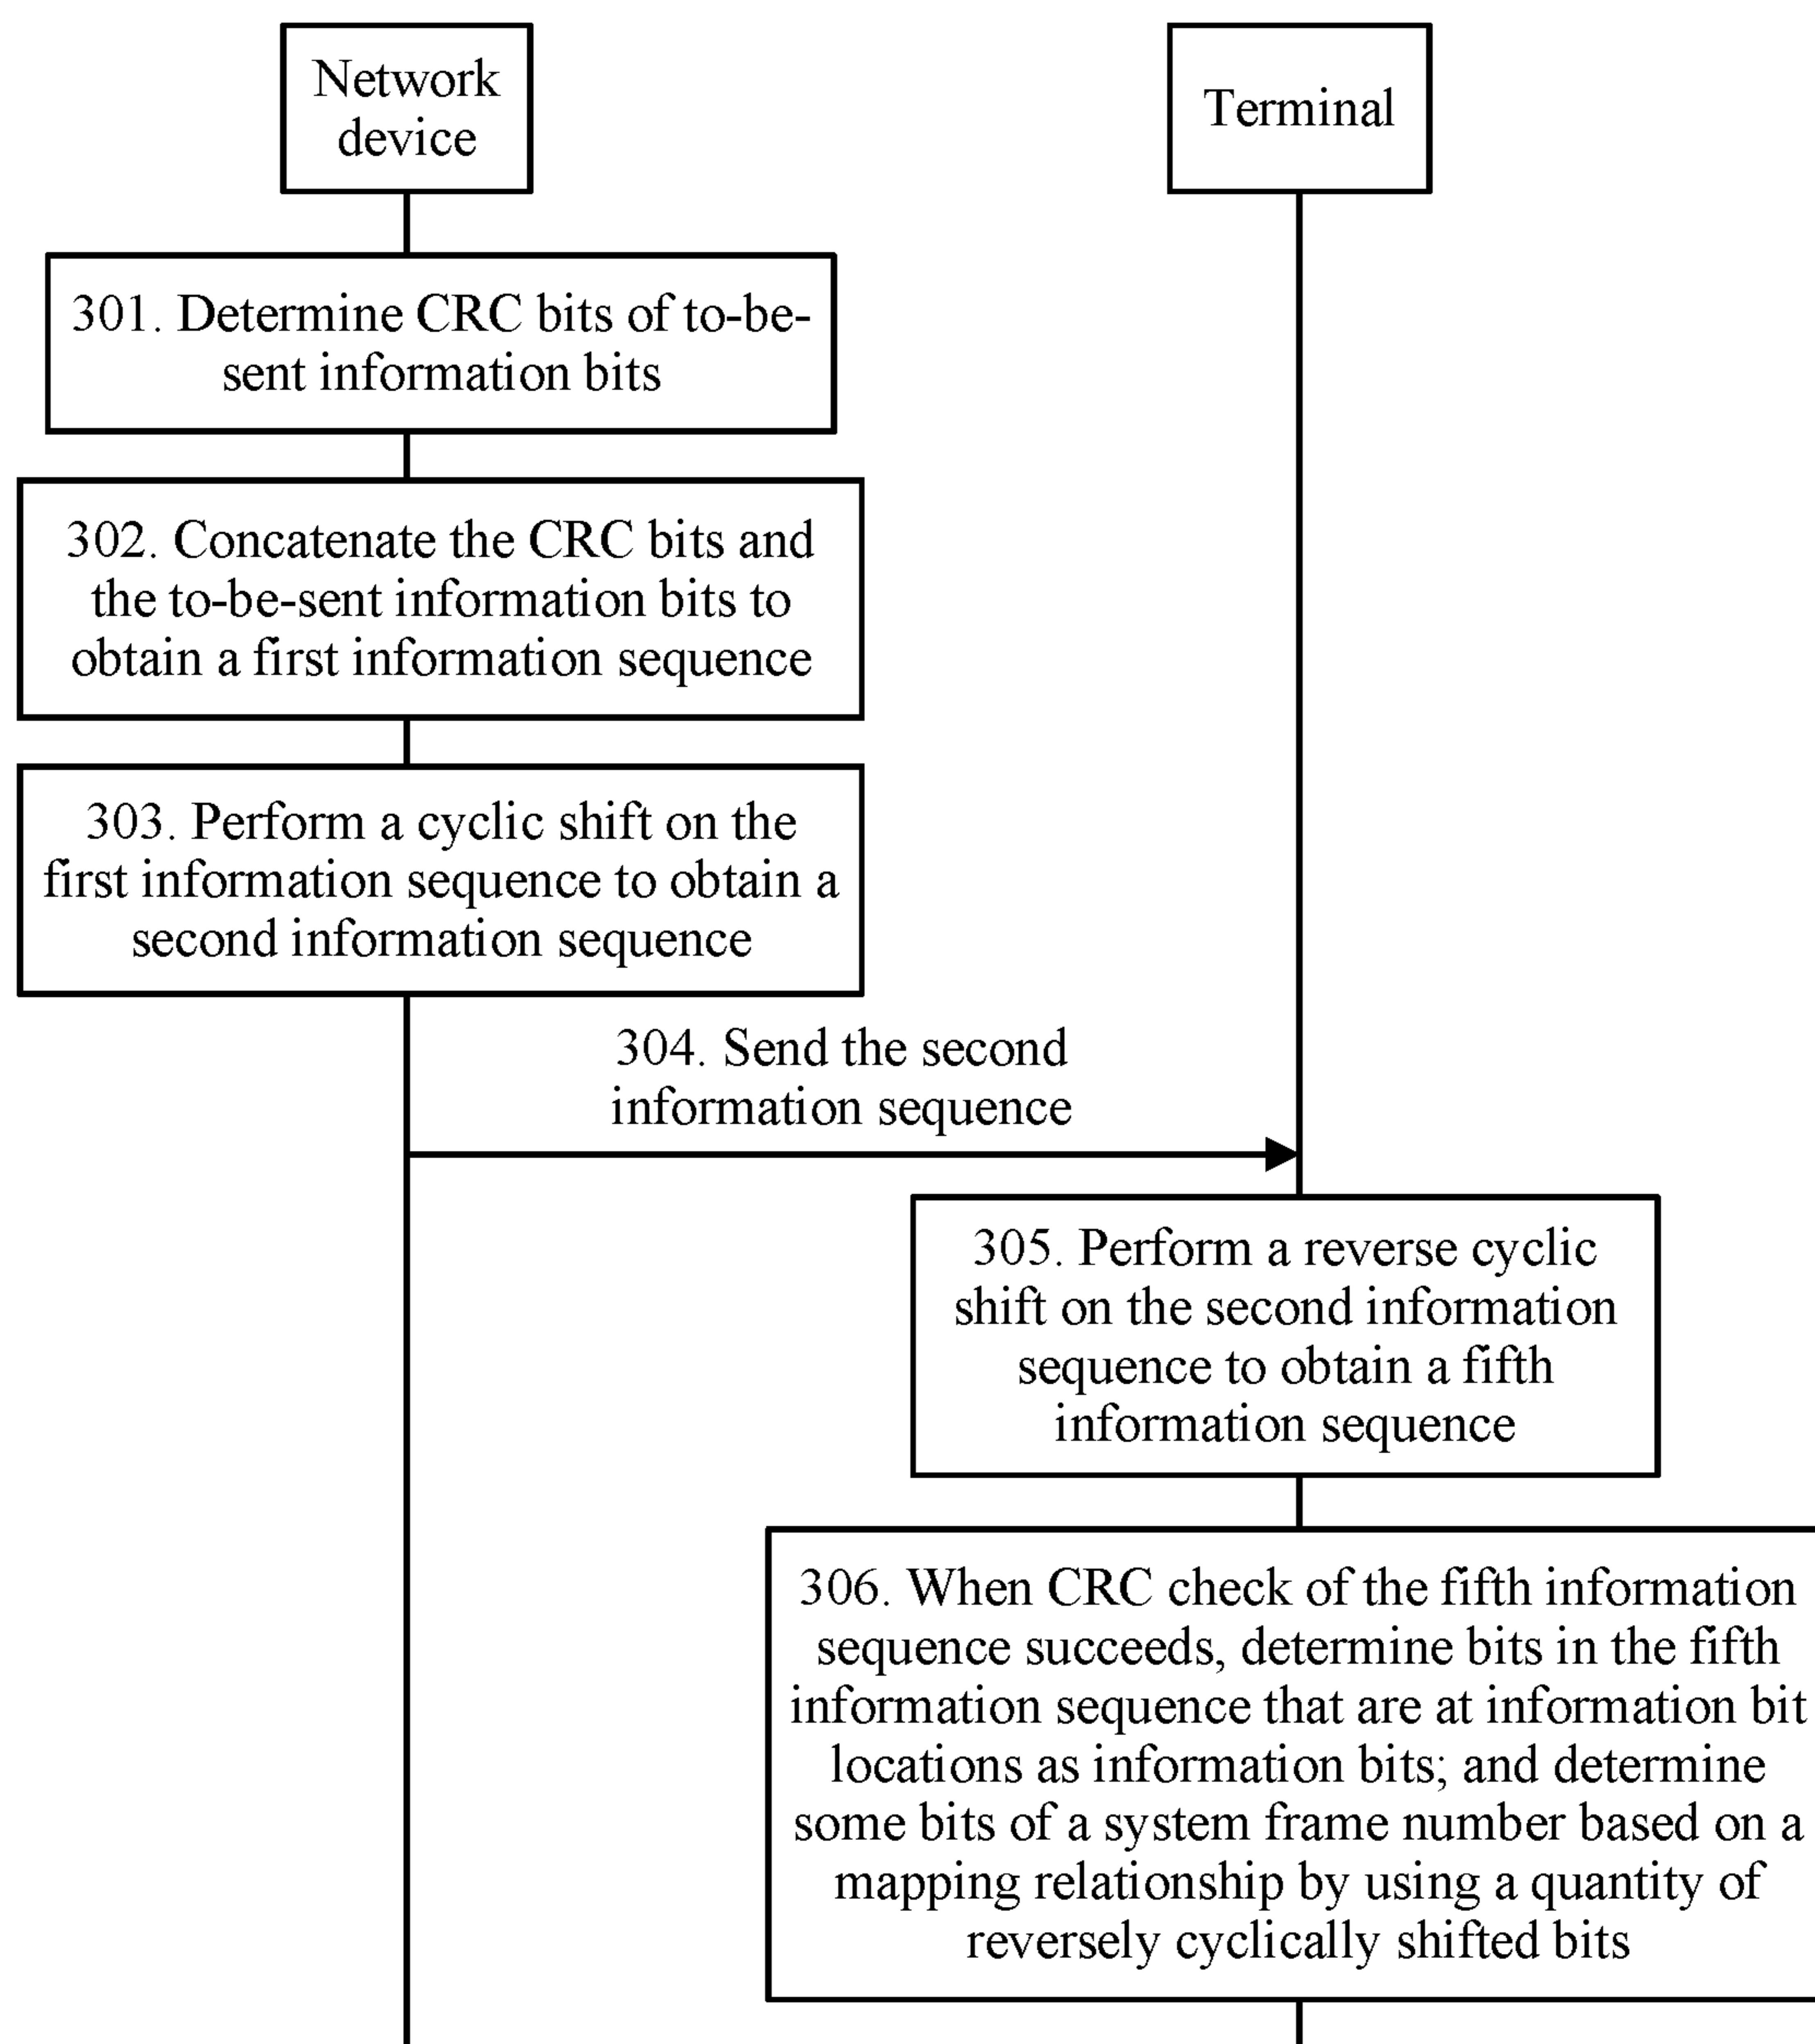 Network
device
Terminal
301. Determine CRC bits of to-be-
sent information bits
302. Concatenate the CRC bits and
the to-be-sent information bits to
obtain a first information sequence
303. Perform a cyclic shift on the
first information sequence to obtain a
second information sequence
304. Send the second
information sequence
305. Perform a reverse cyclic
shift on the second information
sequence to obtain a fifth
information sequence
306. When CRC check of the fifth information
sequence succeeds, determine bits in the fifth
information sequence that are at information bit
locations as information bits; and determine
some bits of a system frame number based on a
mapping relationship by using a quantity of
reversely cyclically shifted bits